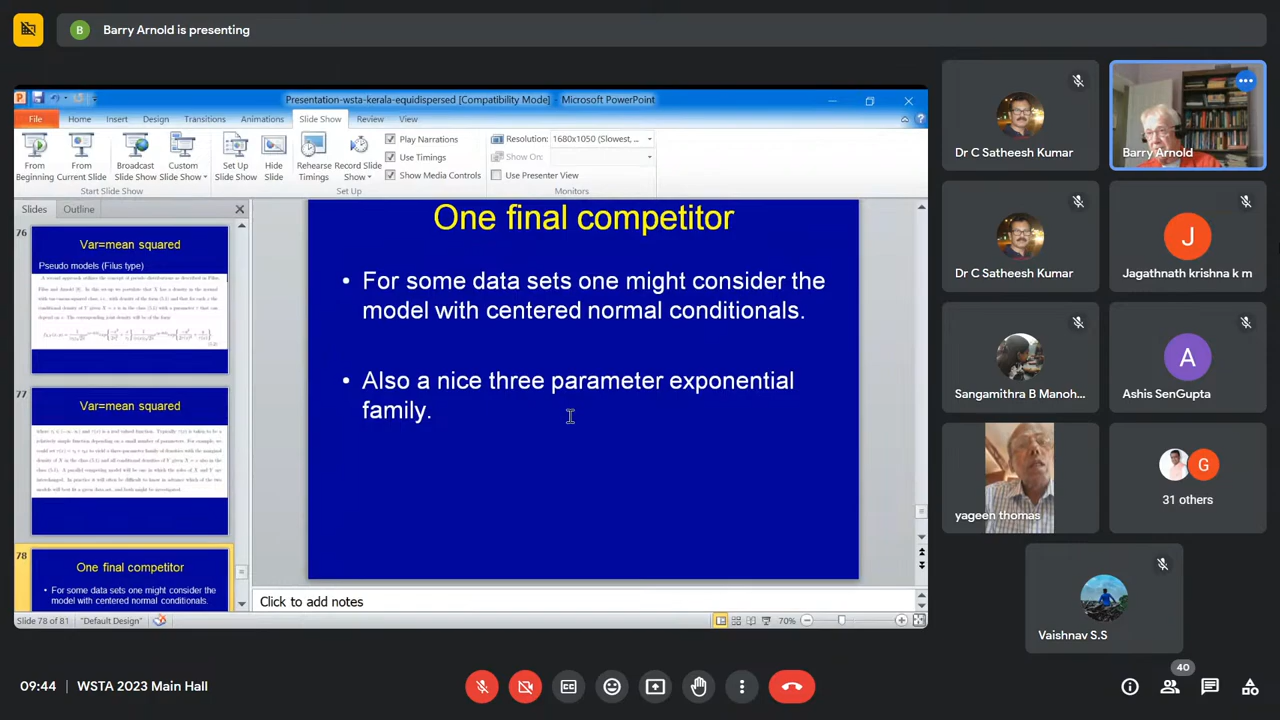 B Barry Arnold is presenting
Presentation-wsta-kerala-equidispersed [Compatibility Mode] - Microsoft PowerPoint
File Home Insert Design Transitions Animations Slide Show Review View
From Beginning
From Current Slide
Broadcast Slide Show
Custom Slide Show
Start Slide Show
Set Up Slide Show
Hide Slide
Rehearse Timings
Record Slide Show
Play Narrations
Use Timings
Show Media Controls
Set Up
Resolution: 1680x1050 (Slowest, ...
Show On:
Use Presenter View
Monitors
Slides Outline
76
Var=mean squared
Pseudo models (Filus type)
77
Var=mean squared
78
One final competitor
• For some data sets one might consider the
model with centered normal conditionals.
One final competitor
• For some data sets one might consider the
model with centered normal conditionals.
• Also a nice three parameter exponential
family.
Click to add notes
Slide 78 of 81 "Default Design" 70%
Dr C Satheesh Kumar
Barry Arnold
Dr C Satheesh Kumar
J
Jagathnath krishna k m
Sangamithra B Manoh...
A
Ashis SenGupta
yageen thomas
G
31 others
Vaishnav S.S
09:44 | WSTA 2023 Main Hall
40